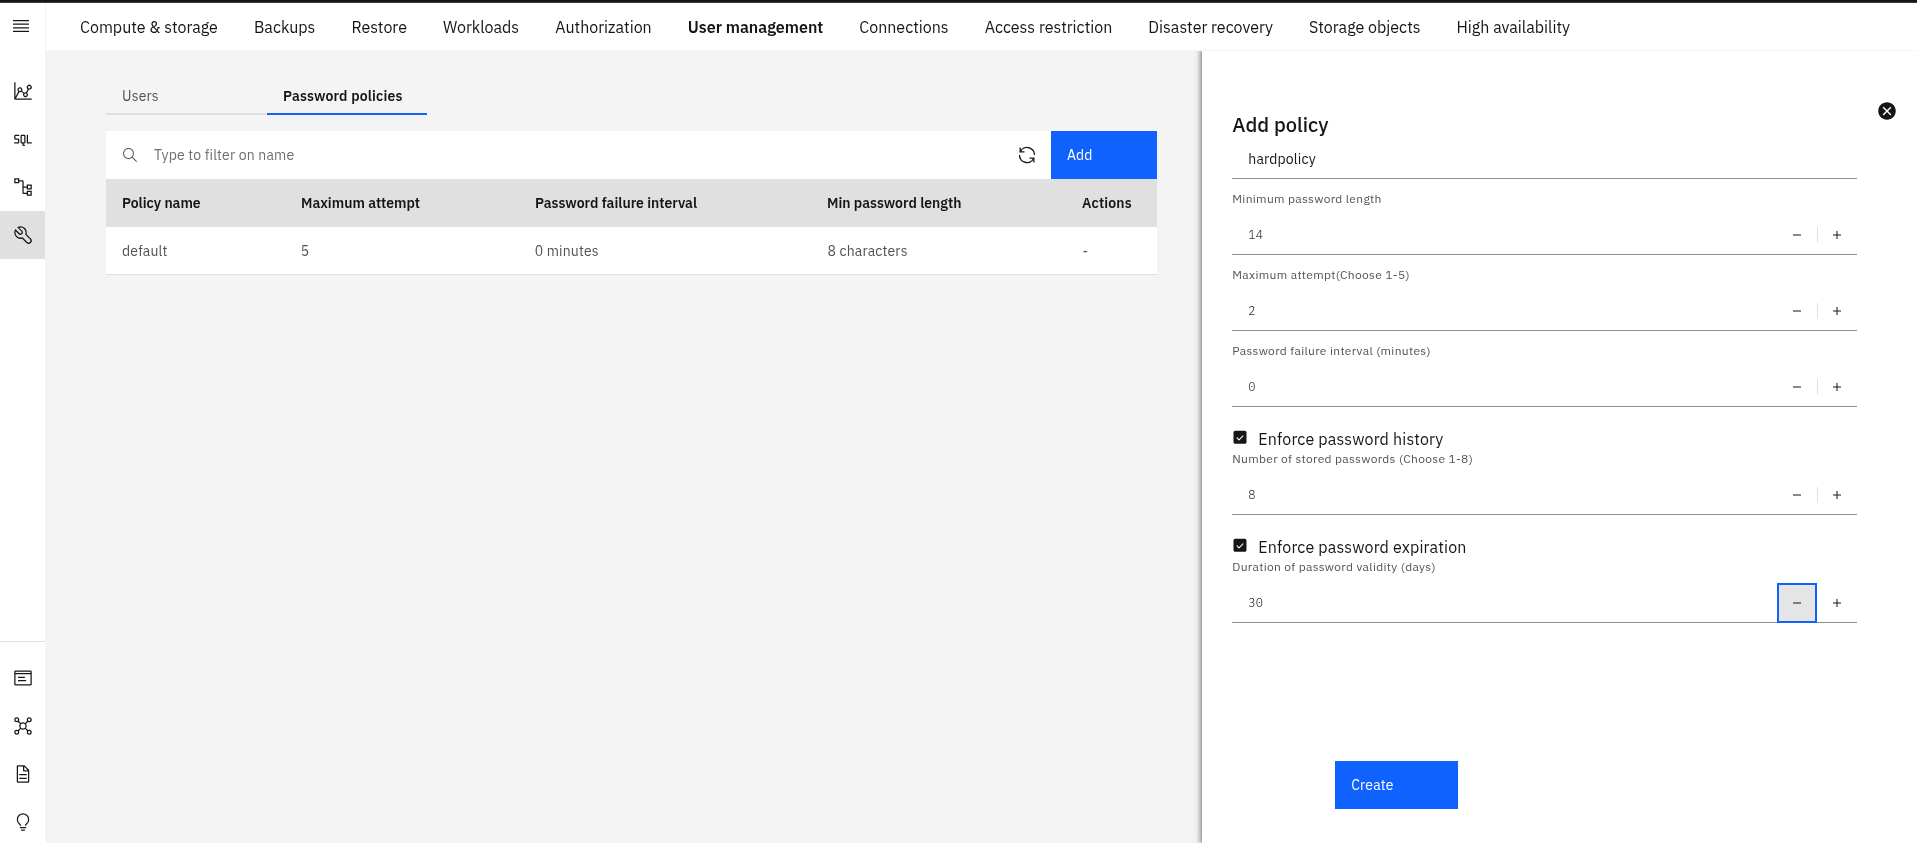 Compute & storage Backups Restore Workloads Authorization User management Connections Access restriction Disaster recovery Storage objects High availability
SQL
Users Password policies
Type to filter on name Add
Policy name Maximum attempt Password failure interval Min password length Actions
default 5 0 minutes 8 characters -
Add policy
hardpolicy
Minimum password length
14
Maximum attempt(Choose 1-5)
2
Password failure interval (minutes)
0
Enforce password history
Number of stored passwords (Choose 1-8)
8
Enforce password expiration
Duration of password validity (days)
30
Create